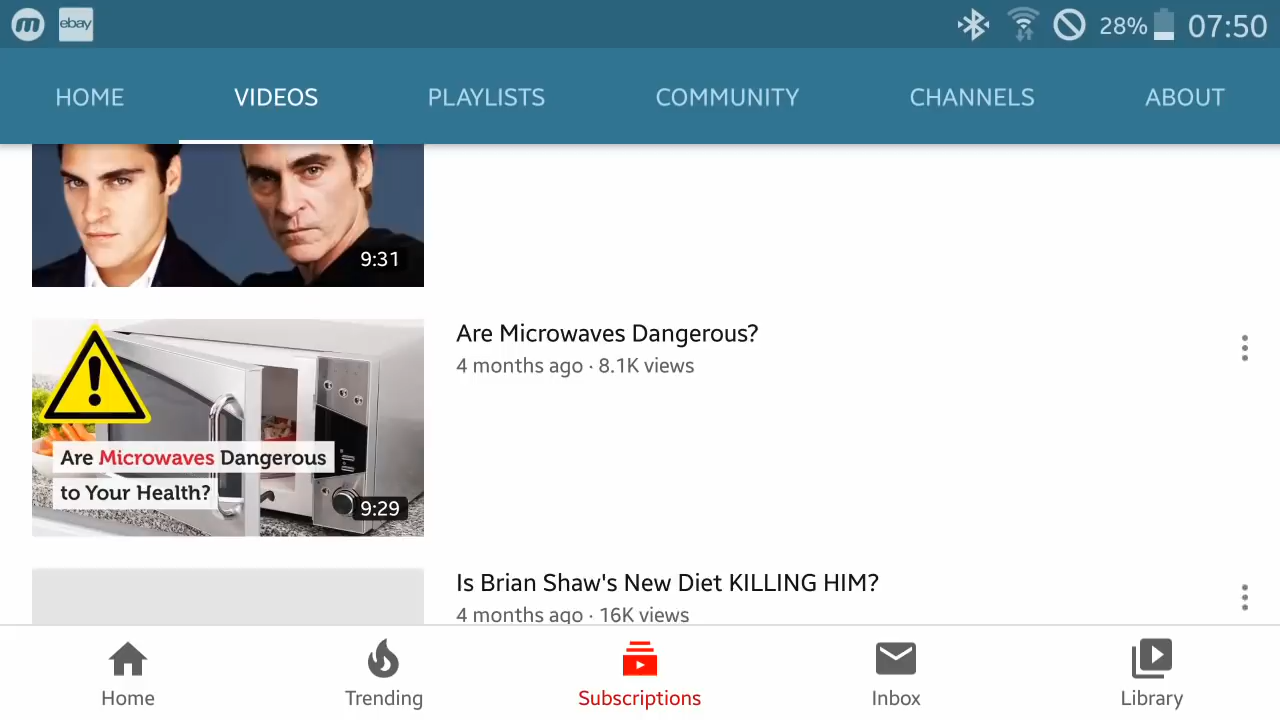 m ebay 28% 07:50
HOME VIDEOS PLAYLISTS COMMUNITY CHANNELS ABOUT
9:31
Are Microwaves Dangerous?
4 months ago · 8.1K views
Are Microwaves Dangerous
to Your Health?
9:29
Is Brian Shaw's New Diet KILLING HIM?
4 months ago · 16K views
Home Trending Subscriptions Inbox Library